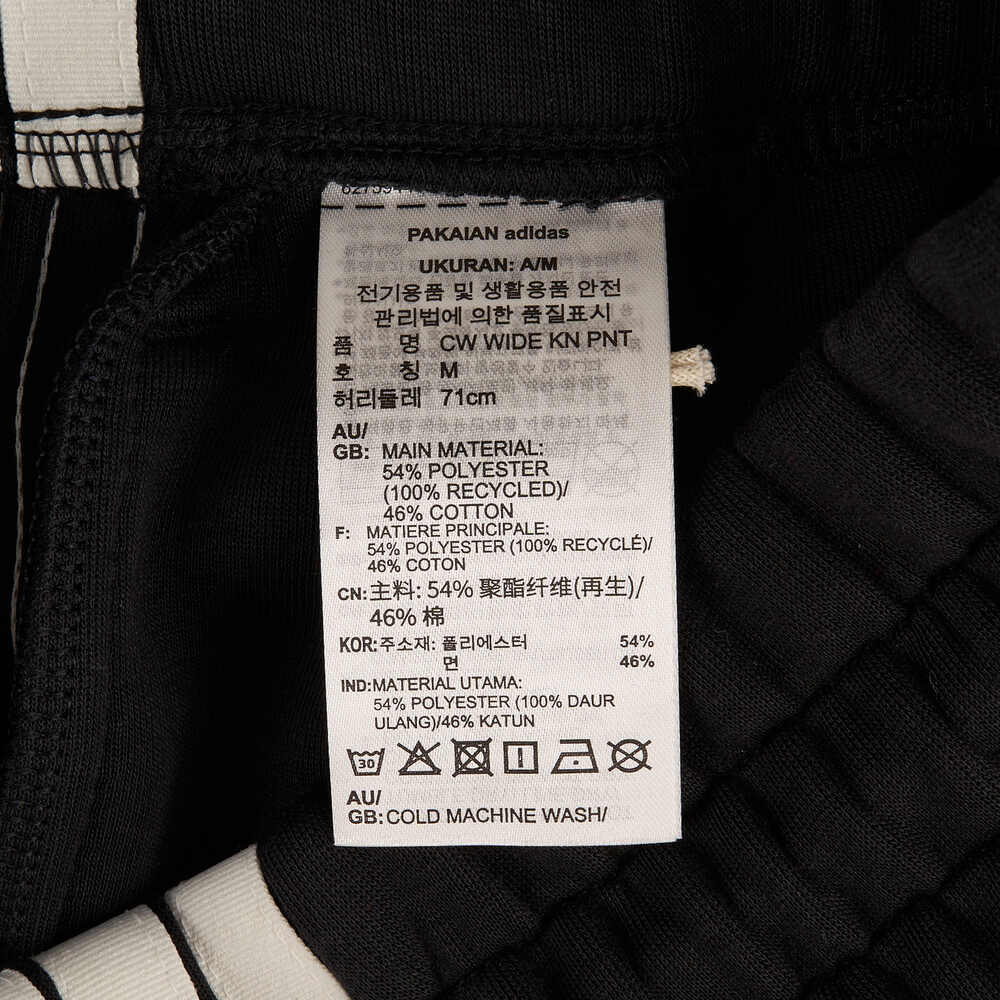 PAKAIAN adidas
UKURAN: A/M
전기용품 및 생활용품 안전
관리법에 의한 품질표시
품 명 CW WIDE KN PNT
호 칭 M
허리둘레 71cm
AU/
GB: MAIN MATERIAL:
54% POLYESTER
(100% RECYCLED)/
46% COTTON
F: MATIERE PRINCIPALE:
54% POLYESTER (100% RECYCLÉ)/
46% COTON
CN:主料: 54% 聚酯纤维(再生)/
46% 棉
KOR:주소재: 폴리에스터 54%
면 46%
IND:MATERIAL UTAMA:
54% POLYESTER (100% DAUR
ULANG)/46% KATUN
30
AU/
GB:COLD MACHINE WASH/